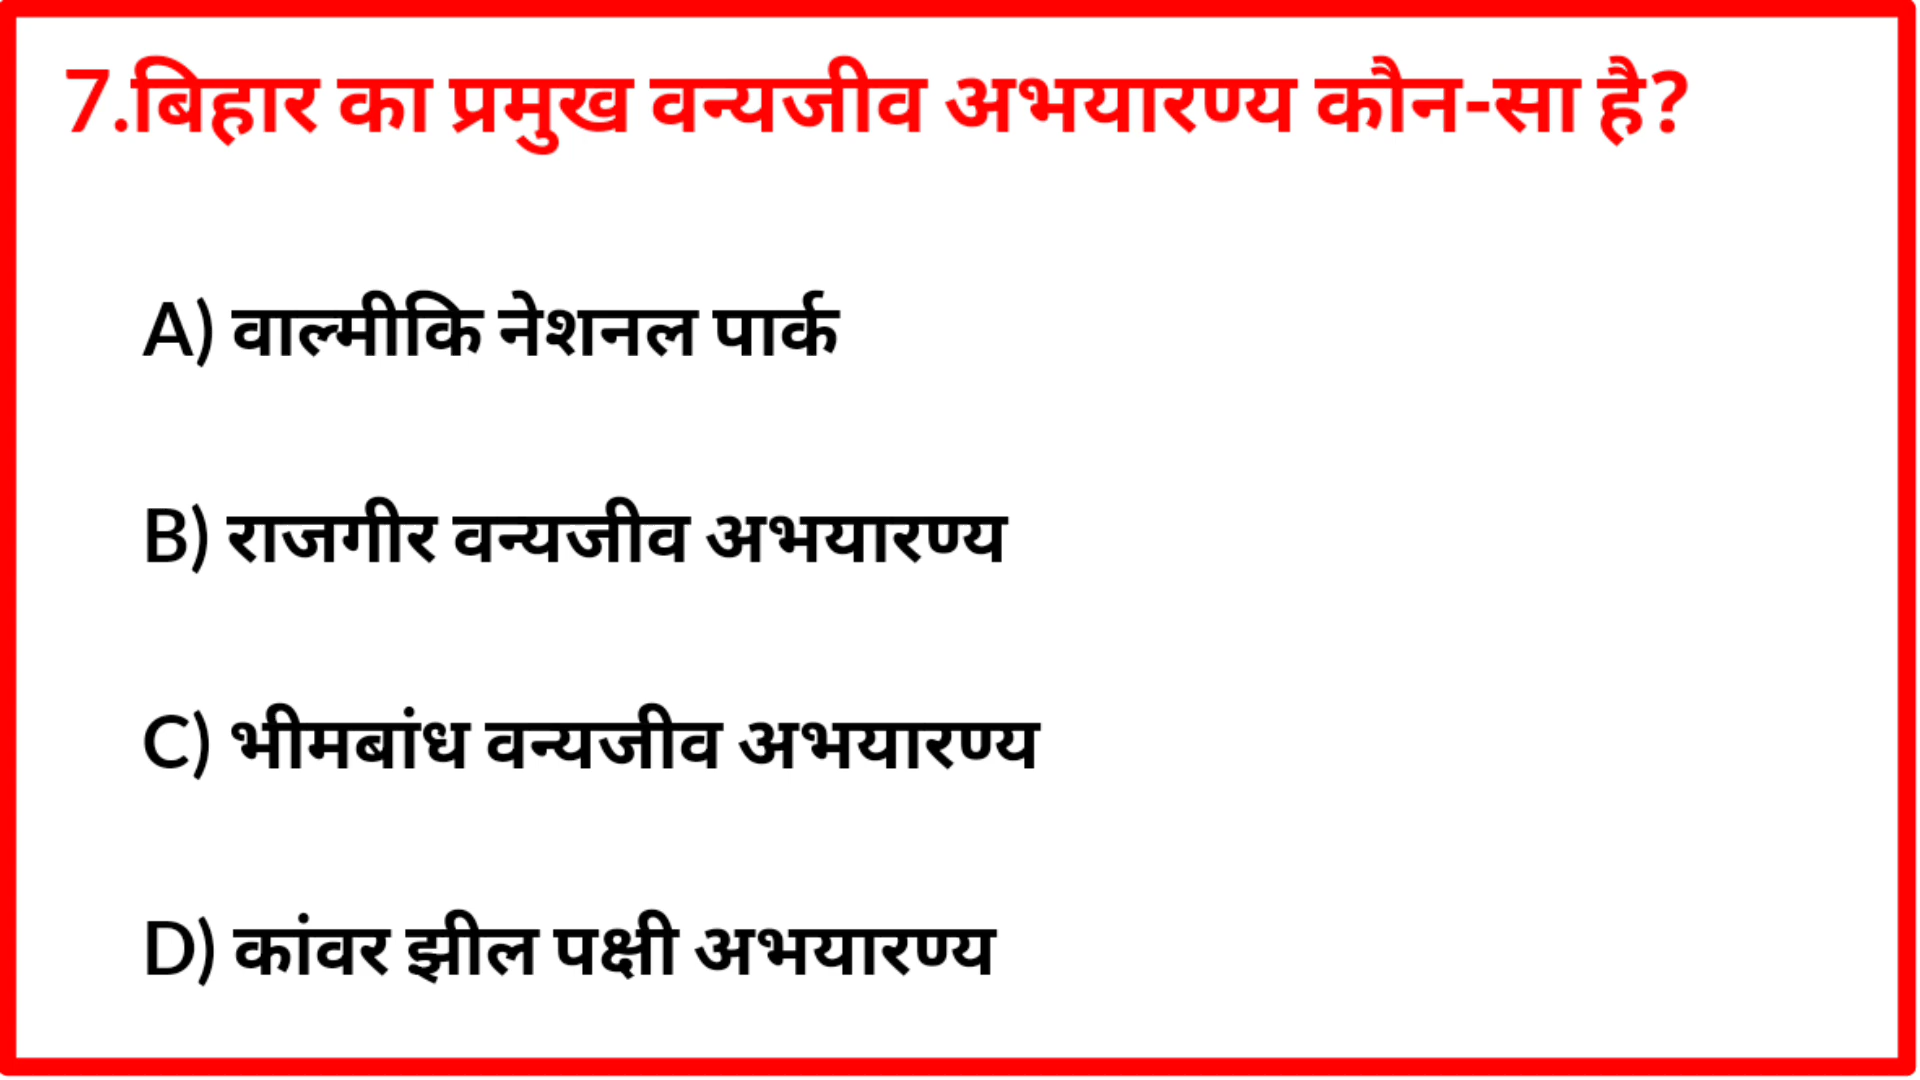 7.बिहार का प्रमुख वन्यजीव अभयारण्य कौन-सा है?
A) वाल्मीकि नेशनल पार्क
B) राजगीर वन्यजीव अभयारण्य
C) भीमबांध वन्यजीव अभयारण्य
D) कांवर झील पक्षी अभयारण्य